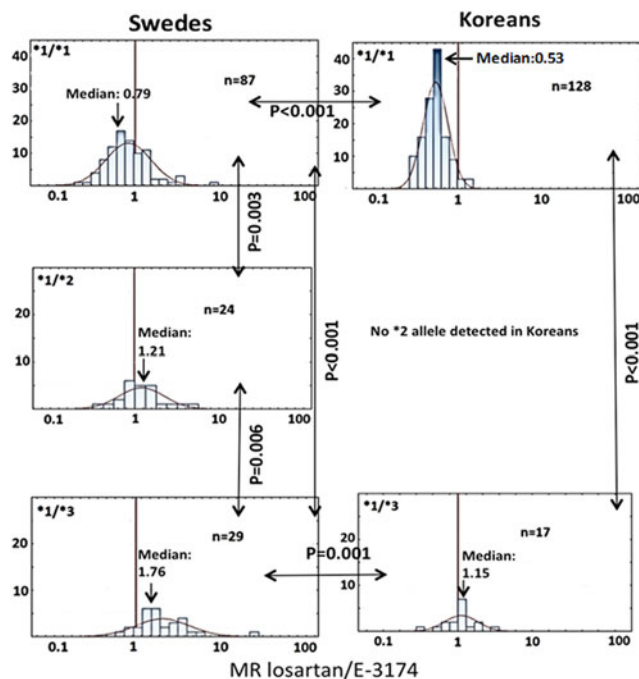 Swedes
Koreans
*1/*1
n=87
Median: 0.79
40
30
20
10
0.1 1 10 100
P<0.001
*1/*1
Median:0.53
n=128
40
30
20
10
0.1 1 10 100
P=0.003
*1/*2
n=24
Median:
1.21
20
5
0.1 1 10 100
No *2 allele detected in Koreans
P<0.001
P<0.001
P=0.006
*1/*3
n=29
Median:
1.76
20
10
0.1 1 10 100
P=0.001
*1/*3
n=17
Median:
1.15
20
10
0.1 1 10 100
MR losartan/E-3174